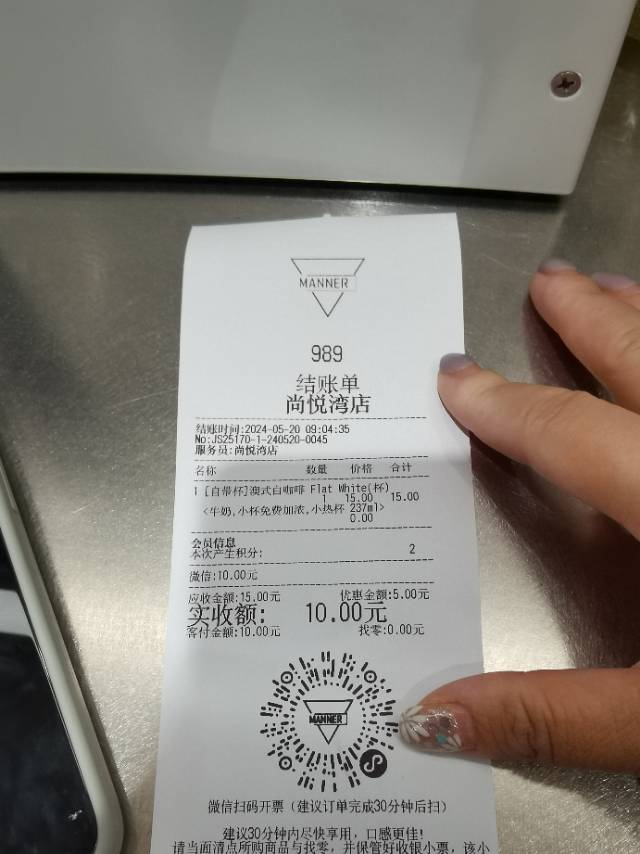 MANNER
989
结账单
尚悦湾店
结账时间:2024-05-20 09:04:35
No:JS25170-1-240520-0045
服务员:尚悦湾店
名称 数量 价格 合计
1 [自带杯]澳式白咖啡 Flat White(杯)
1 15.00 15.00
<牛奶,小杯免费加浓,小热杯 237ml>
0.00
会员信息
本次产生积分: 2
微信:10.00元
应收金额:15.00元 优惠金额:5.00元
实收额: 10.00元
客付金额:10.00元 找零:0.00元
MANNER
微信扫码开票（建议订单完成30分钟后扫）
建议30分钟内尽快享用，口感更佳!
请当面清点所购商品与找零，并保管好收银小票，该小